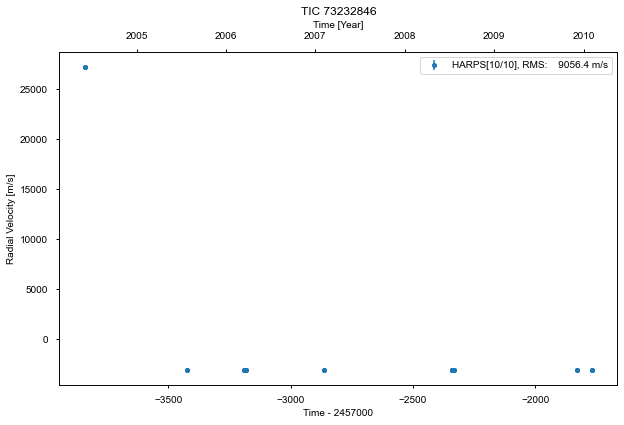 TIC 73232846
Time [Year]
2005 2006 2007 2008 2009 2010
HARPS[10/10], RMS: 9056.4 m/s
25000
20000
15000
10000
5000
0
Radial Velocity [m/s]
−3500 −3000 −2500 −2000
Time - 2457000